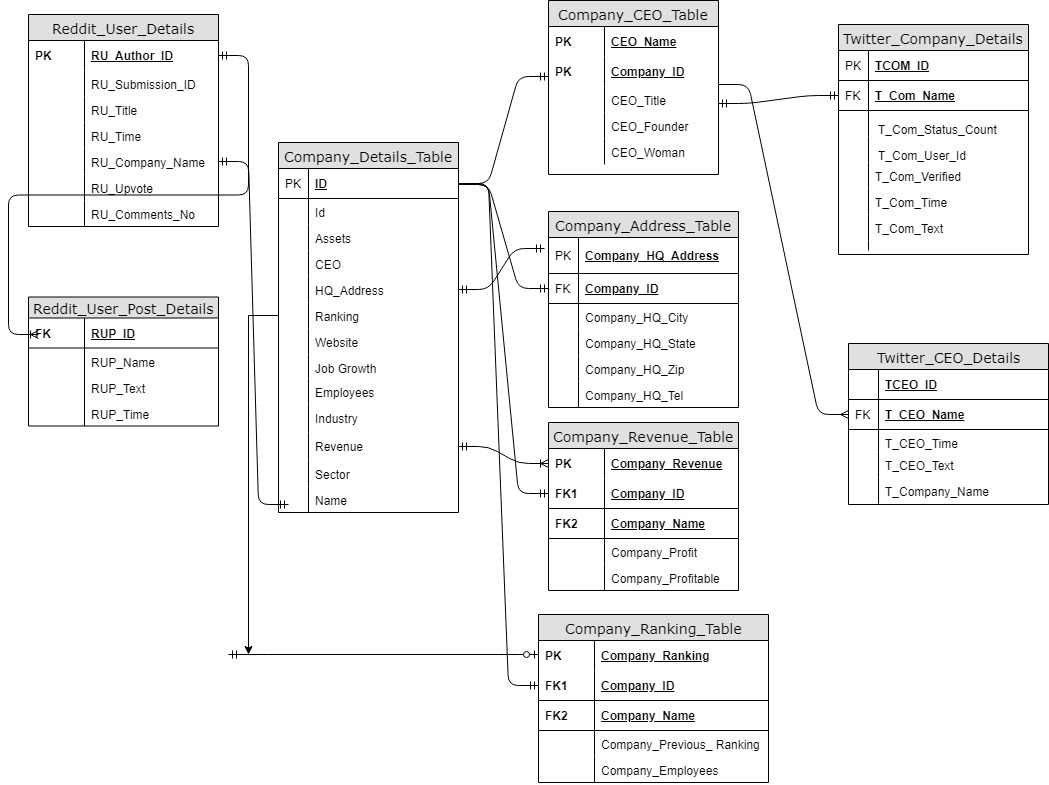 Reddit_User_Details
PK RU_Author_ID
RU_Submission_ID
RU_Title
RU_Time
RU_Company_Name
RU_Upvote
RU_Comments_No
Reddit_User_Post_Details
FK RUP_ID
RUP_Name
RUP_Text
RUP_Time
Company_Details_Table
PK ID
Id
Assets
CEO
HQ_Address
Ranking
Website
Job Growth
Employees
Industry
Revenue
Sector
Name
Company_CEO_Table
PK CEO_Name
PK Company_ID
CEO_Title
CEO_Founder
CEO_Woman
Company_Address_Table
PK Company_HQ_Address
FK Company_ID
Company_HQ_City
Company_HQ_State
Company_HQ_Zip
Company_HQ_Tel
Company_Revenue_Table
PK Company_Revenue
FK1 Company_ID
FK2 Company_Name
Company_Profit
Company_Profitable
Company_Ranking_Table
PK Company_Ranking
FK1 Company_ID
FK2 Company_Name
Company_Previous_ Ranking
Company_Employees
Twitter_Company_Details
PK TCOM_ID
FK T_Com_Name
T_Com_Status_Count
T_Com_User_Id
T_Com_Verified
T_Com_Time
T_Com_Text
Twitter_CEO_Details
TCEO_ID
FK T_CEO_Name
T_CEO_Time
T_CEO_Text
T_Company_Name